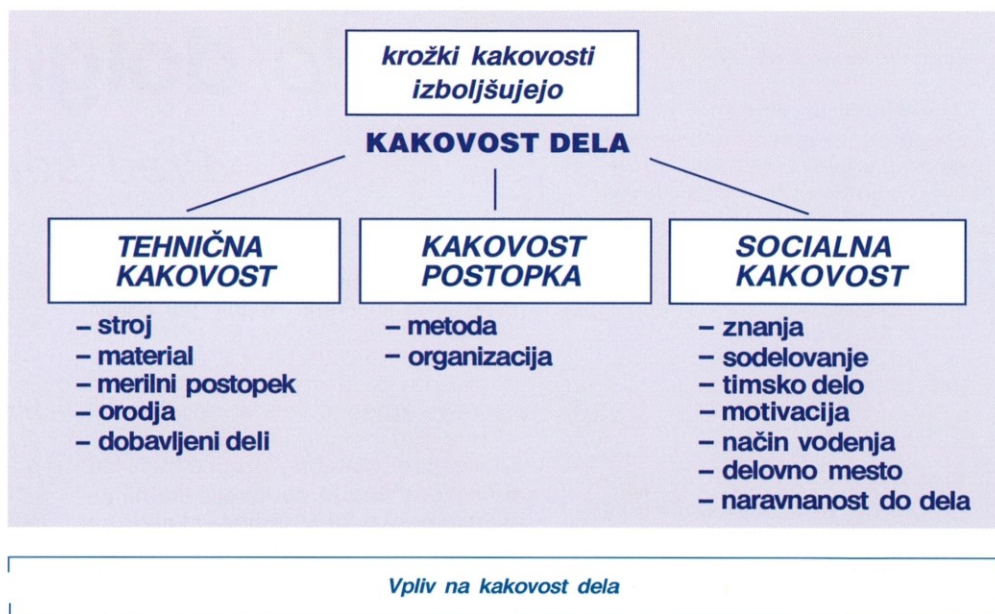 krožki kakovosti
izboljšujejo
KAKOVOST DELA
TEHNIČNA
KAKOVOST
– stroj
– material
– merilni postopek
– orodja
– dobavljeni deli
KAKOVOST
POSTOPKA
– metoda
– organizacija
SOCIALNA
KAKOVOST
– znanja
– sodelovanje
– timsko delo
– motivacija
– način vodenja
– delovno mesto
– naravnanost do dela
Vpliv na kakovost dela